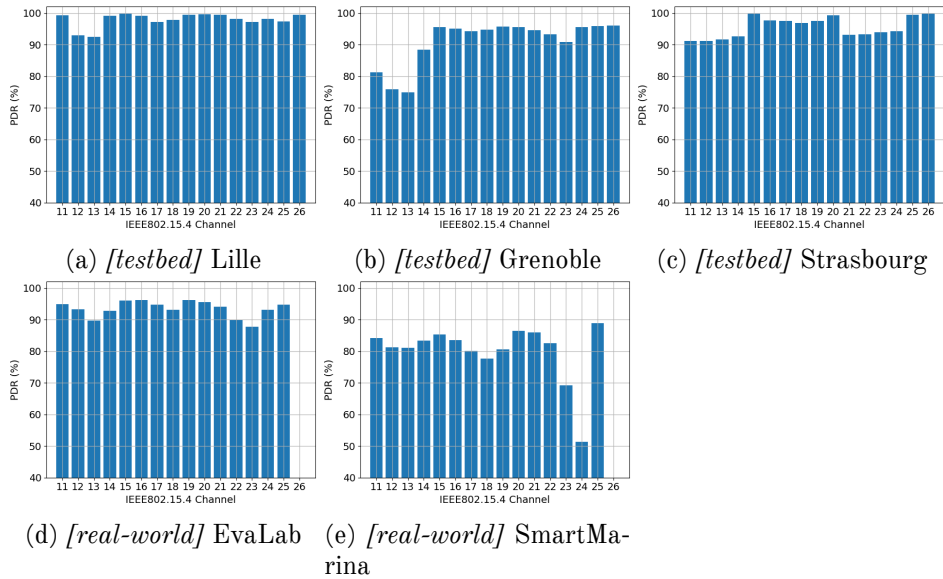 100
90
80
70
60
50
40
PDR (%)
11 12 13 14 15 16 17 18 19 20 21 22 23 24 25 26
IEEE802.15.4 Channel
(a) [testbed] Lille
100
90
80
70
60
50
40
PDR (%)
11 12 13 14 15 16 17 18 19 20 21 22 23 24 25 26
IEEE802.15.4 Channel
(b) [testbed] Grenoble
100
90
80
70
60
50
40
PDR (%)
11 12 13 14 15 16 17 18 19 20 21 22 23 24 25 26
IEEE802.15.4 Channel
(c) [testbed] Strasbourg
100
90
80
70
60
50
40
PDR (%)
11 12 13 14 15 16 17 18 19 20 21 22 23 24 25 26
IEEE802.15.4 Channel
(d) [real-world] EvaLab
100
90
80
70
60
50
40
PDR (%)
11 12 13 14 15 16 17 18 19 20 21 22 23 24 25 26
IEEE802.15.4 Channel
(e) [real-world] SmartMa-
rina